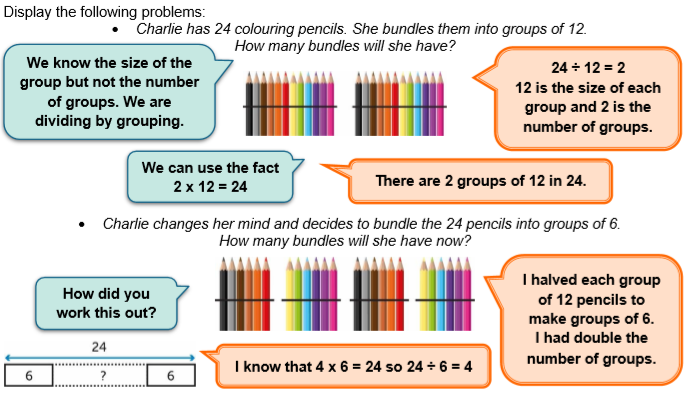 Display the following problems:
• Charlie has 24 colouring pencils. She bundles them into groups of 12.
How many bundles will she have?
We know the size of the
group but not the number
of groups. We are
dividing by grouping.
24 ÷ 12 = 2
12 is the size of each
group and 2 is the
number of groups.
We can use the fact
2 x 12 = 24
There are 2 groups of 12 in 24.
• Charlie changes her mind and decides to bundle the 24 pencils into groups of 6.
How many bundles will she have now?
How did you
work this out?
I halved each group
of 12 pencils to
make groups of 6.
I had double the
number of groups.
24
6 ? 6
I know that 4 x 6 = 24 so 24 ÷ 6 = 4